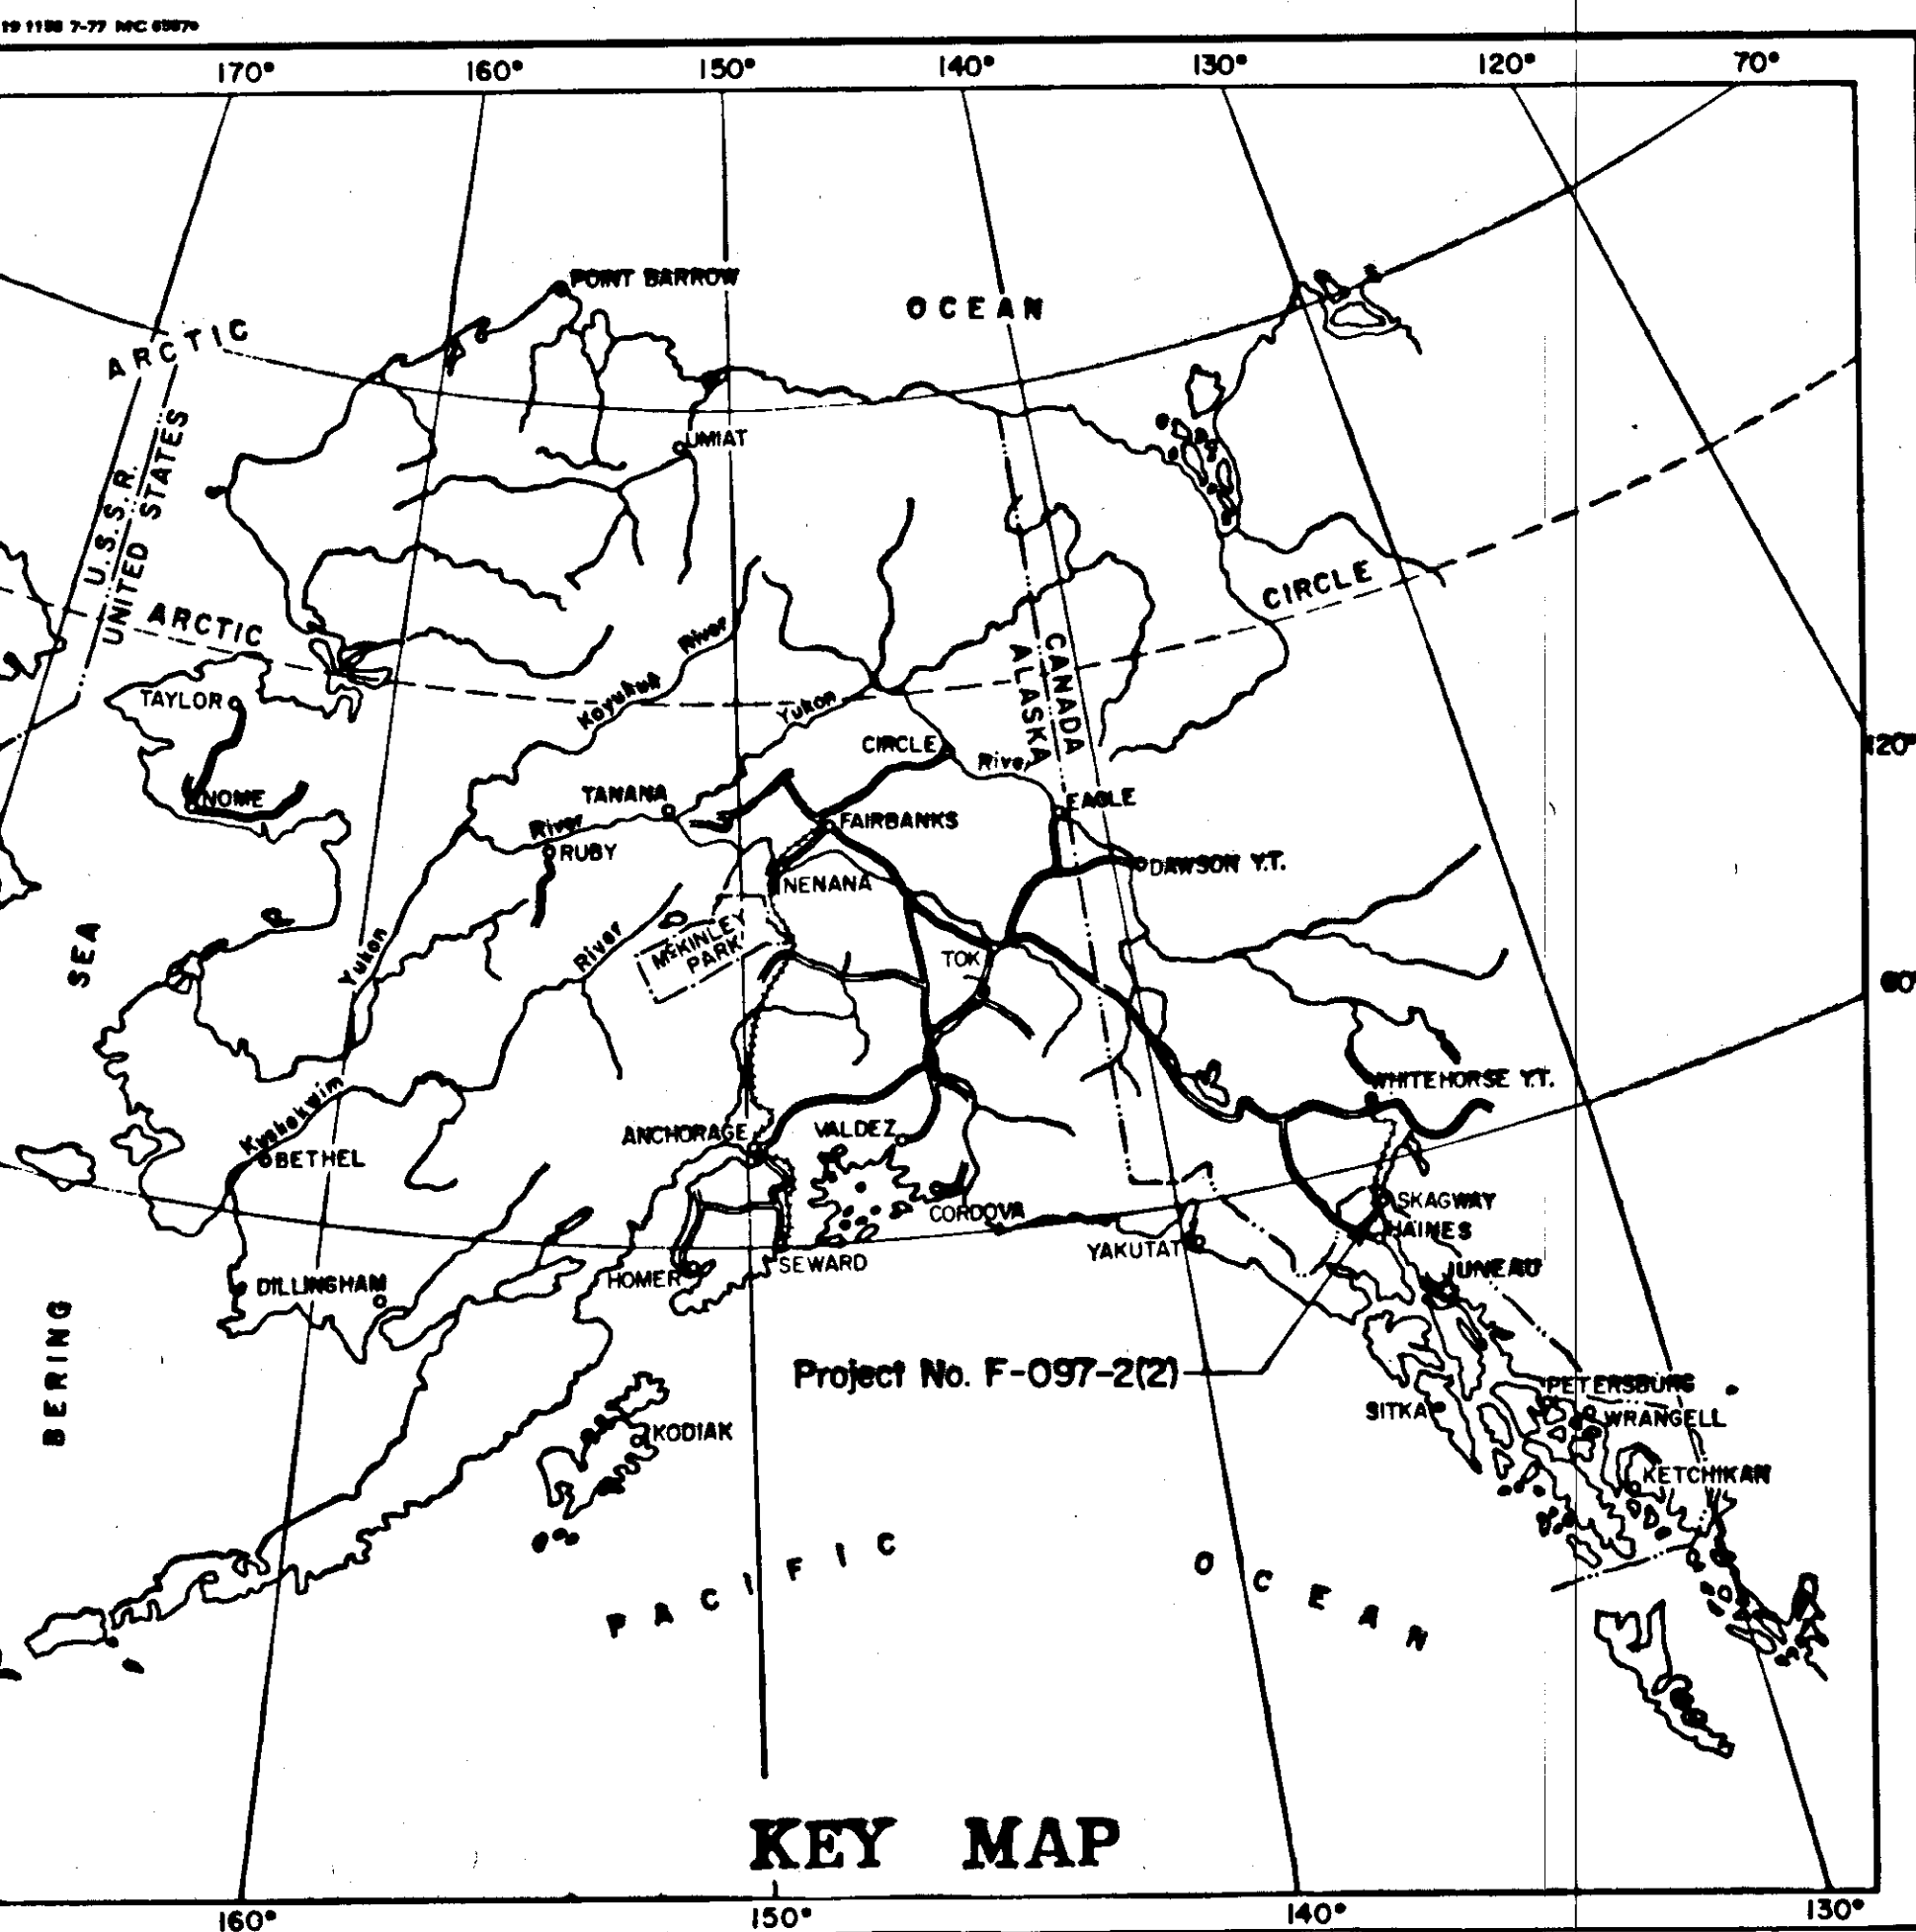 170° 160° 150° 140° 130° 120° 70°
POINT BARROW
OCEAN
ARCTIC
UMIAT
U.S.S.R.
UNITED STATES
ARCTIC
CIRCLE
River
Koyukuk
Yukon
CANADA
ALASKA
TAYLOR
CIRCLE
River
NOME
TANANA
EAGLE
River
FAIRBANKS
RUBY
DAWSON Y.T.
NENANA
SEA
Yukon
River
McKINLEY
PARK
TOK
60°
WHITEHORSE Y.T.
Kuskokwim
ANCHORAGE
VALDEZ
BETHEL
SKAGWAY
CORDOVA
HAINES
YAKUTAT
SEWARD
HOMER
JUNEAU
DILLINGHAM
BERING
Project No. F-097-2(2)
PETERSBURG
SITKA
WRANGELL
KODIAK
KETCHIKAN
PACIFIC
OCEAN
KEY MAP
160° 150° 140° 130°